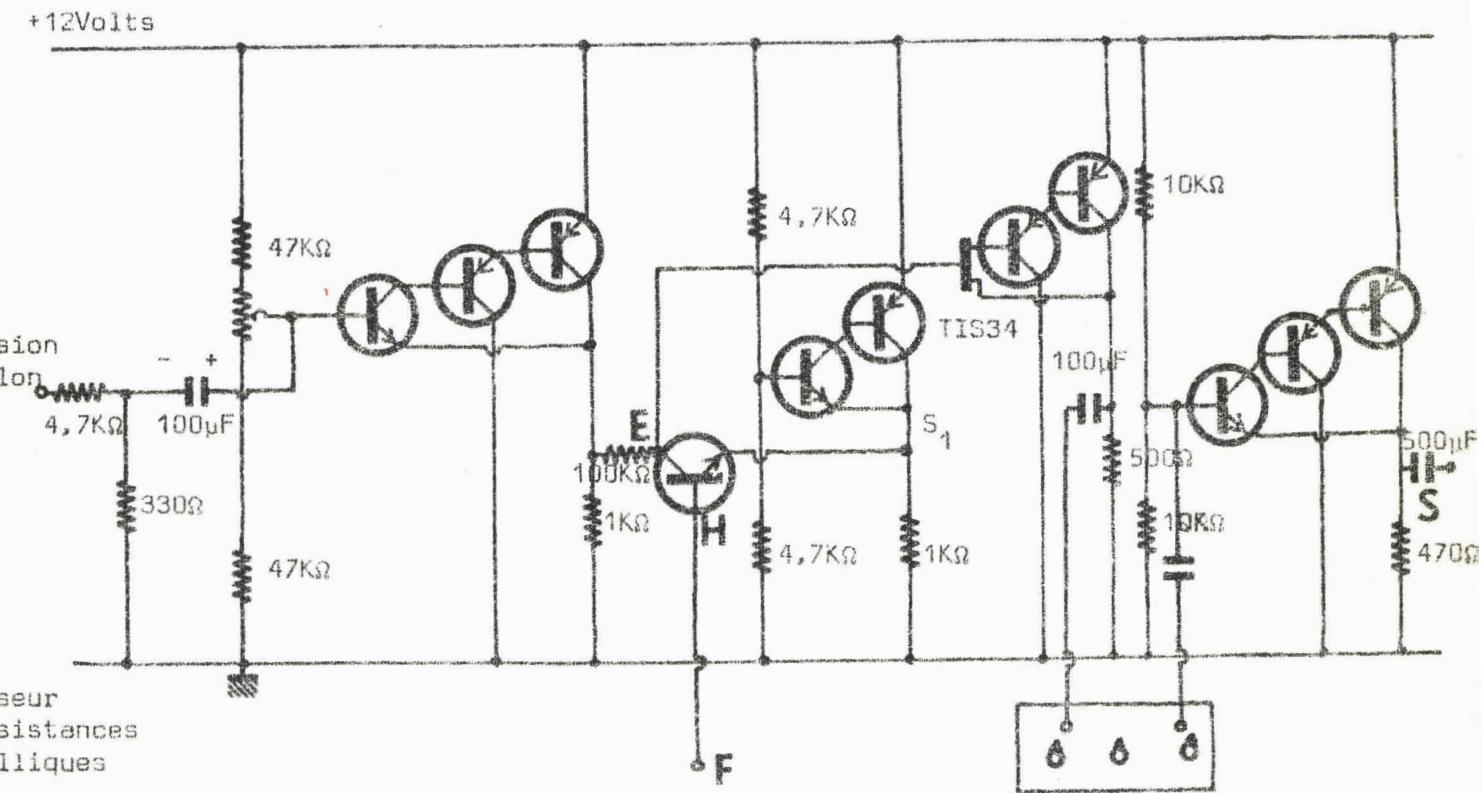 +12Volts
47KΩ
4,7KΩ
10KΩ
TIS34
sion
lon
- +
4,7KΩ
100µF
100µF
E
100KΩ
S1
500Ω
500µF
S
330Ω
1KΩ
H
4,7KΩ
1KΩ
470Ω
47KΩ
F
seur
sistances
lliques